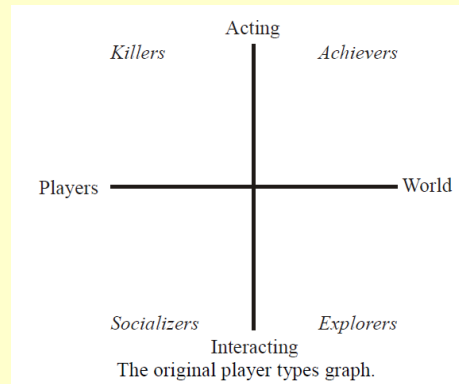 Acting
Killers
Achievers
Players
World
Socializers
Explorers
Interacting
The original player types graph.